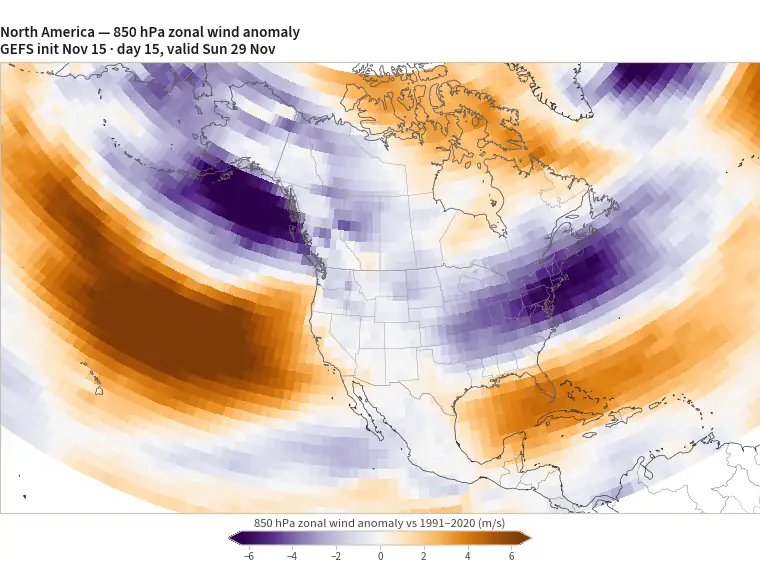 North America — 850 hPa zonal wind anomaly
GEFS init Nov 15 · day 15, valid Sun 29 Nov
850 hPa zonal wind anomaly vs 1991–2020 (m/s)
−6 −4 −2 0 2 4 6